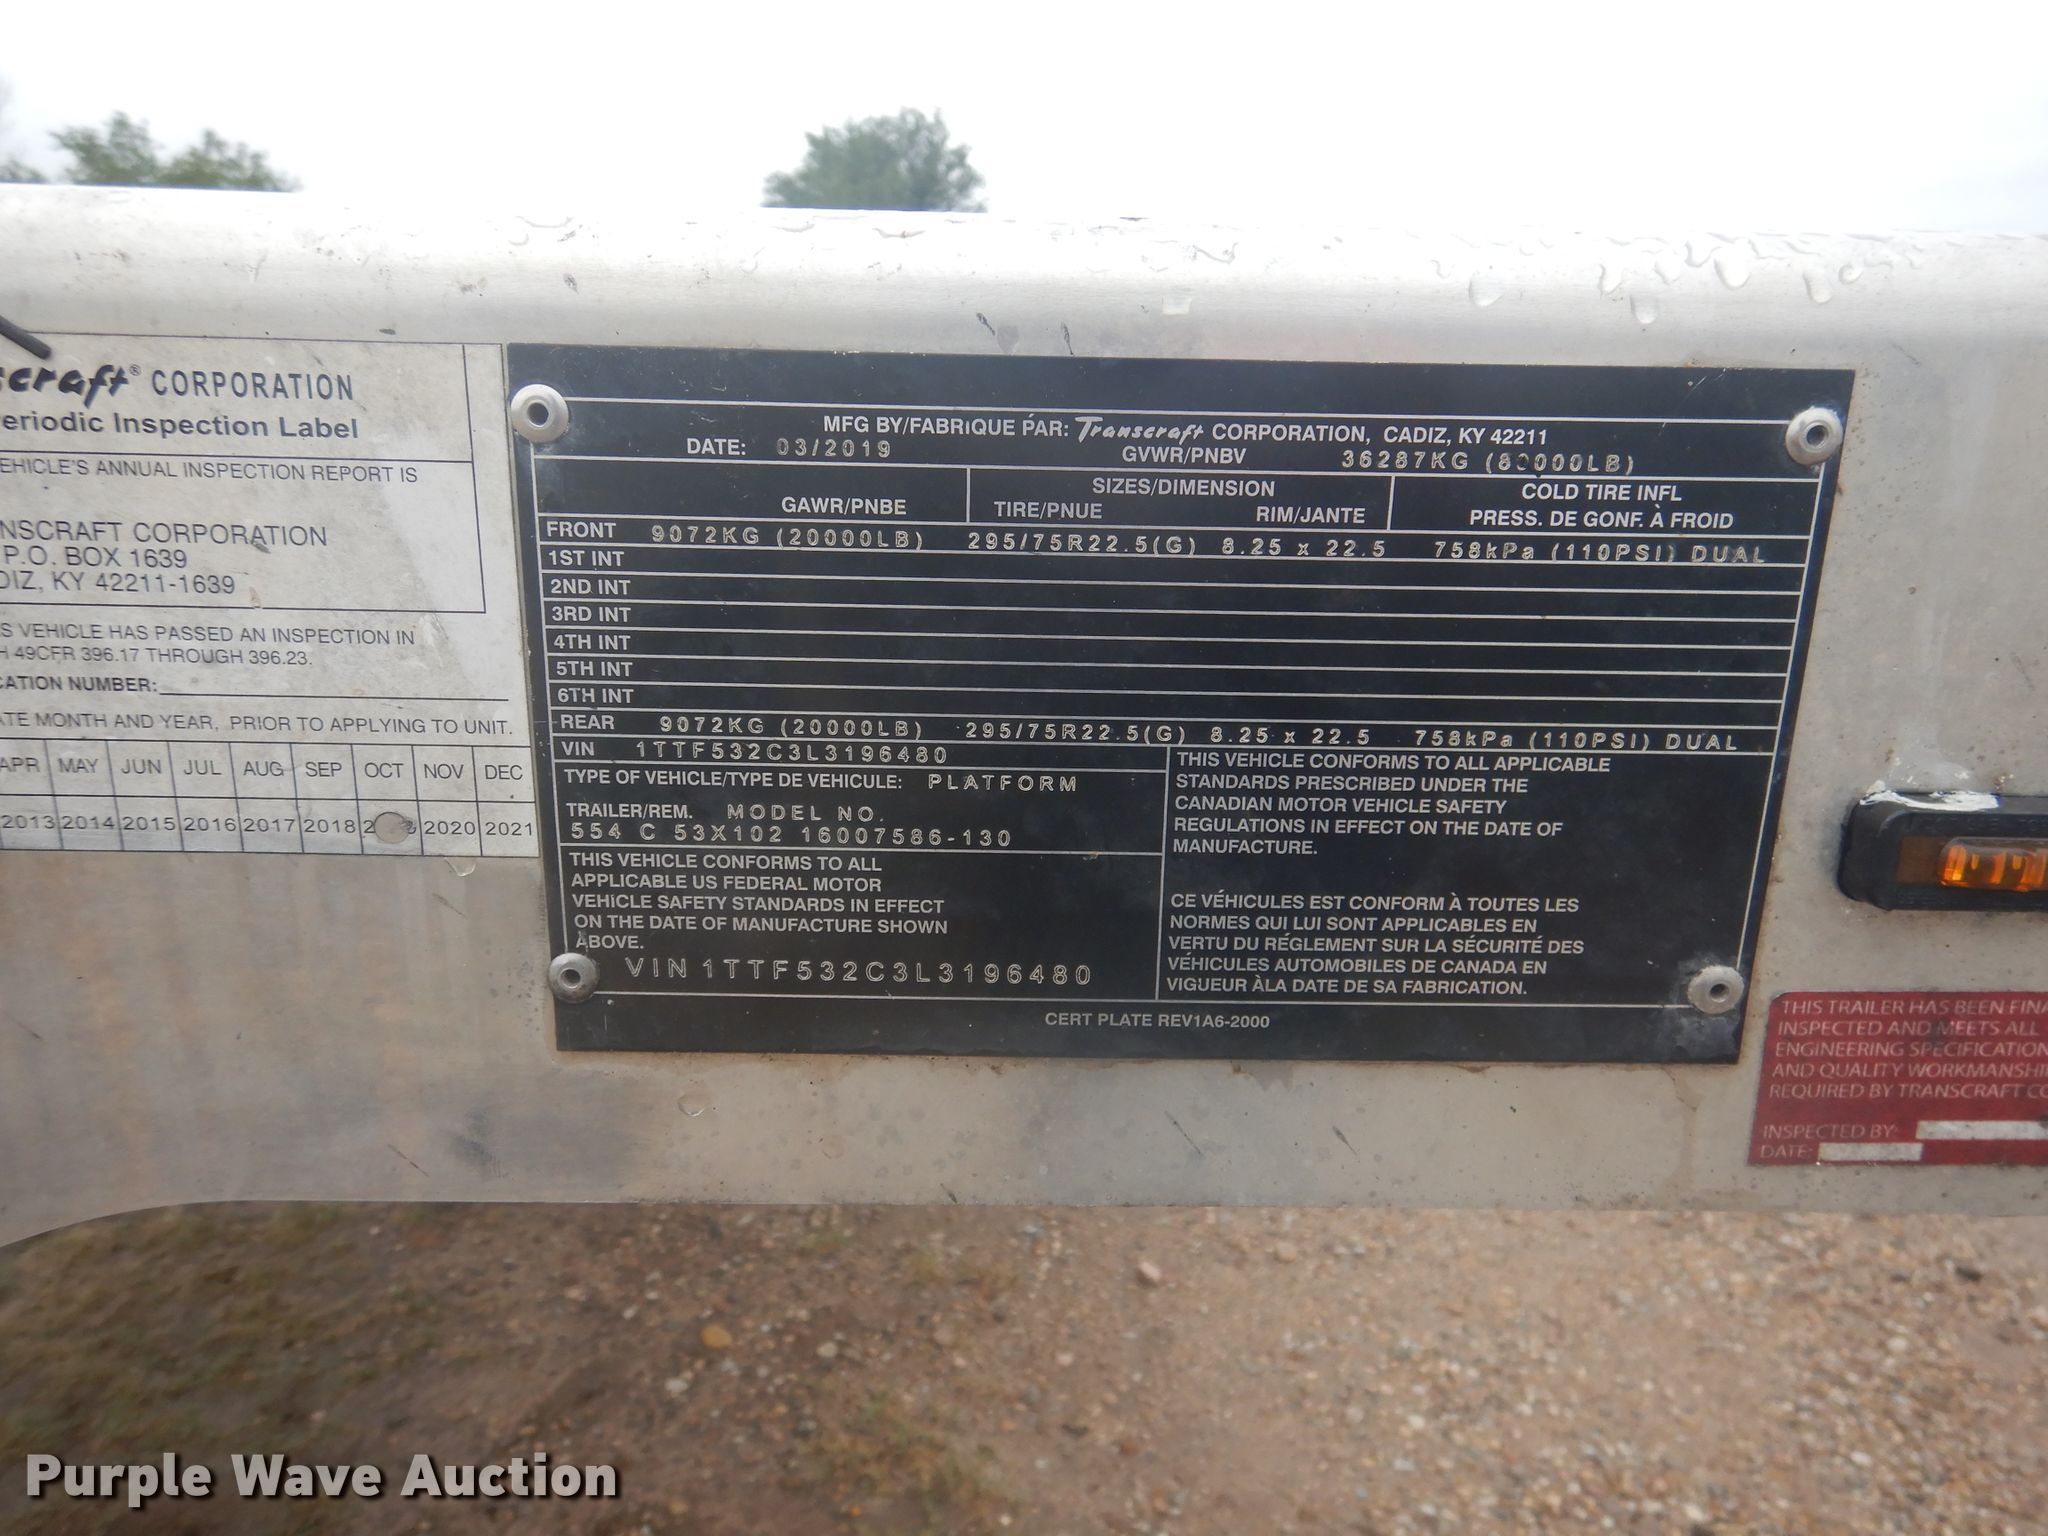 CORPORATION
Inspection Label
ANNUAL INSPECTION REPORT IS
CORPORATION
P.O. BOX 1639
KY 42211-1639
VEHICLE HAS PASSED AN INSPECTION IN
49CFR 396.17 THROUGH 396.23.
NUMBER:
MONTH AND YEAR, PRIOR TO APPLYING TO UNIT.
APR MAY JUN JUL AUG SEP OCT NOV DEC
2013 2014 2015 2016 2017 2018 2020 2021
MFG BY/FABRIQUE PAR: Transcraft CORPORATION, CADIZ, KY 42211
DATE: 03/2019 GVWR/PNBV 36287KG (80000LB)
SIZES/DIMENSION COLD TIRE INFL
GAWR/PNBE TIRE/PNUE RIM/JANTE PRESS. DE GONF. À FROID
FRONT 9072KG (20000LB) 295/75R22.5(G) 8.25 x 22.5 758kPa (110PSI) DUAL
1ST INT
2ND INT
3RD INT
4TH INT
5TH INT
6TH INT
REAR 9072KG (20000LB) 295/75R22.5(G) 8.25 x 22.5 758kPa (110PSI) DUAL
VIN 1TTF532C3L3196480
TYPE OF VEHICLE/TYPE DE VEHICULE: PLATFORM
TRAILER/REM. MODEL NO.
554 C 53X102 16007586-130
THIS VEHICLE CONFORMS TO ALL
APPLICABLE US FEDERAL MOTOR
VEHICLE SAFETY STANDARDS IN EFFECT
ON THE DATE OF MANUFACTURE SHOWN
ABOVE.
VIN 1TTF532C3L3196480
THIS VEHICLE CONFORMS TO ALL APPLICABLE
STANDARDS PRESCRIBED UNDER THE
CANADIAN MOTOR VEHICLE SAFETY
REGULATIONS IN EFFECT ON THE DATE OF
MANUFACTURE.
CE VÉHICULES EST CONFORM À TOUTES LES
NORMES QUI LUI SONT APPLICABLES EN
VERTU DU RÉGLEMENT SUR LA SÉCURITÉ DES
VÉHICULES AUTOMOBILES DE CANADA EN
VIGUEUR ÀLA DATE DE SA FABRICATION.
CERT PLATE REV1A6-2000
THIS TRAILER HAS BEEN
INSPECTED AND MEETS ALL
ENGINEERING
AND QUALITY
REQUIRED BY TRANSCRAFT
INSPECTED BY:
DATE:
Purple Wave Auction